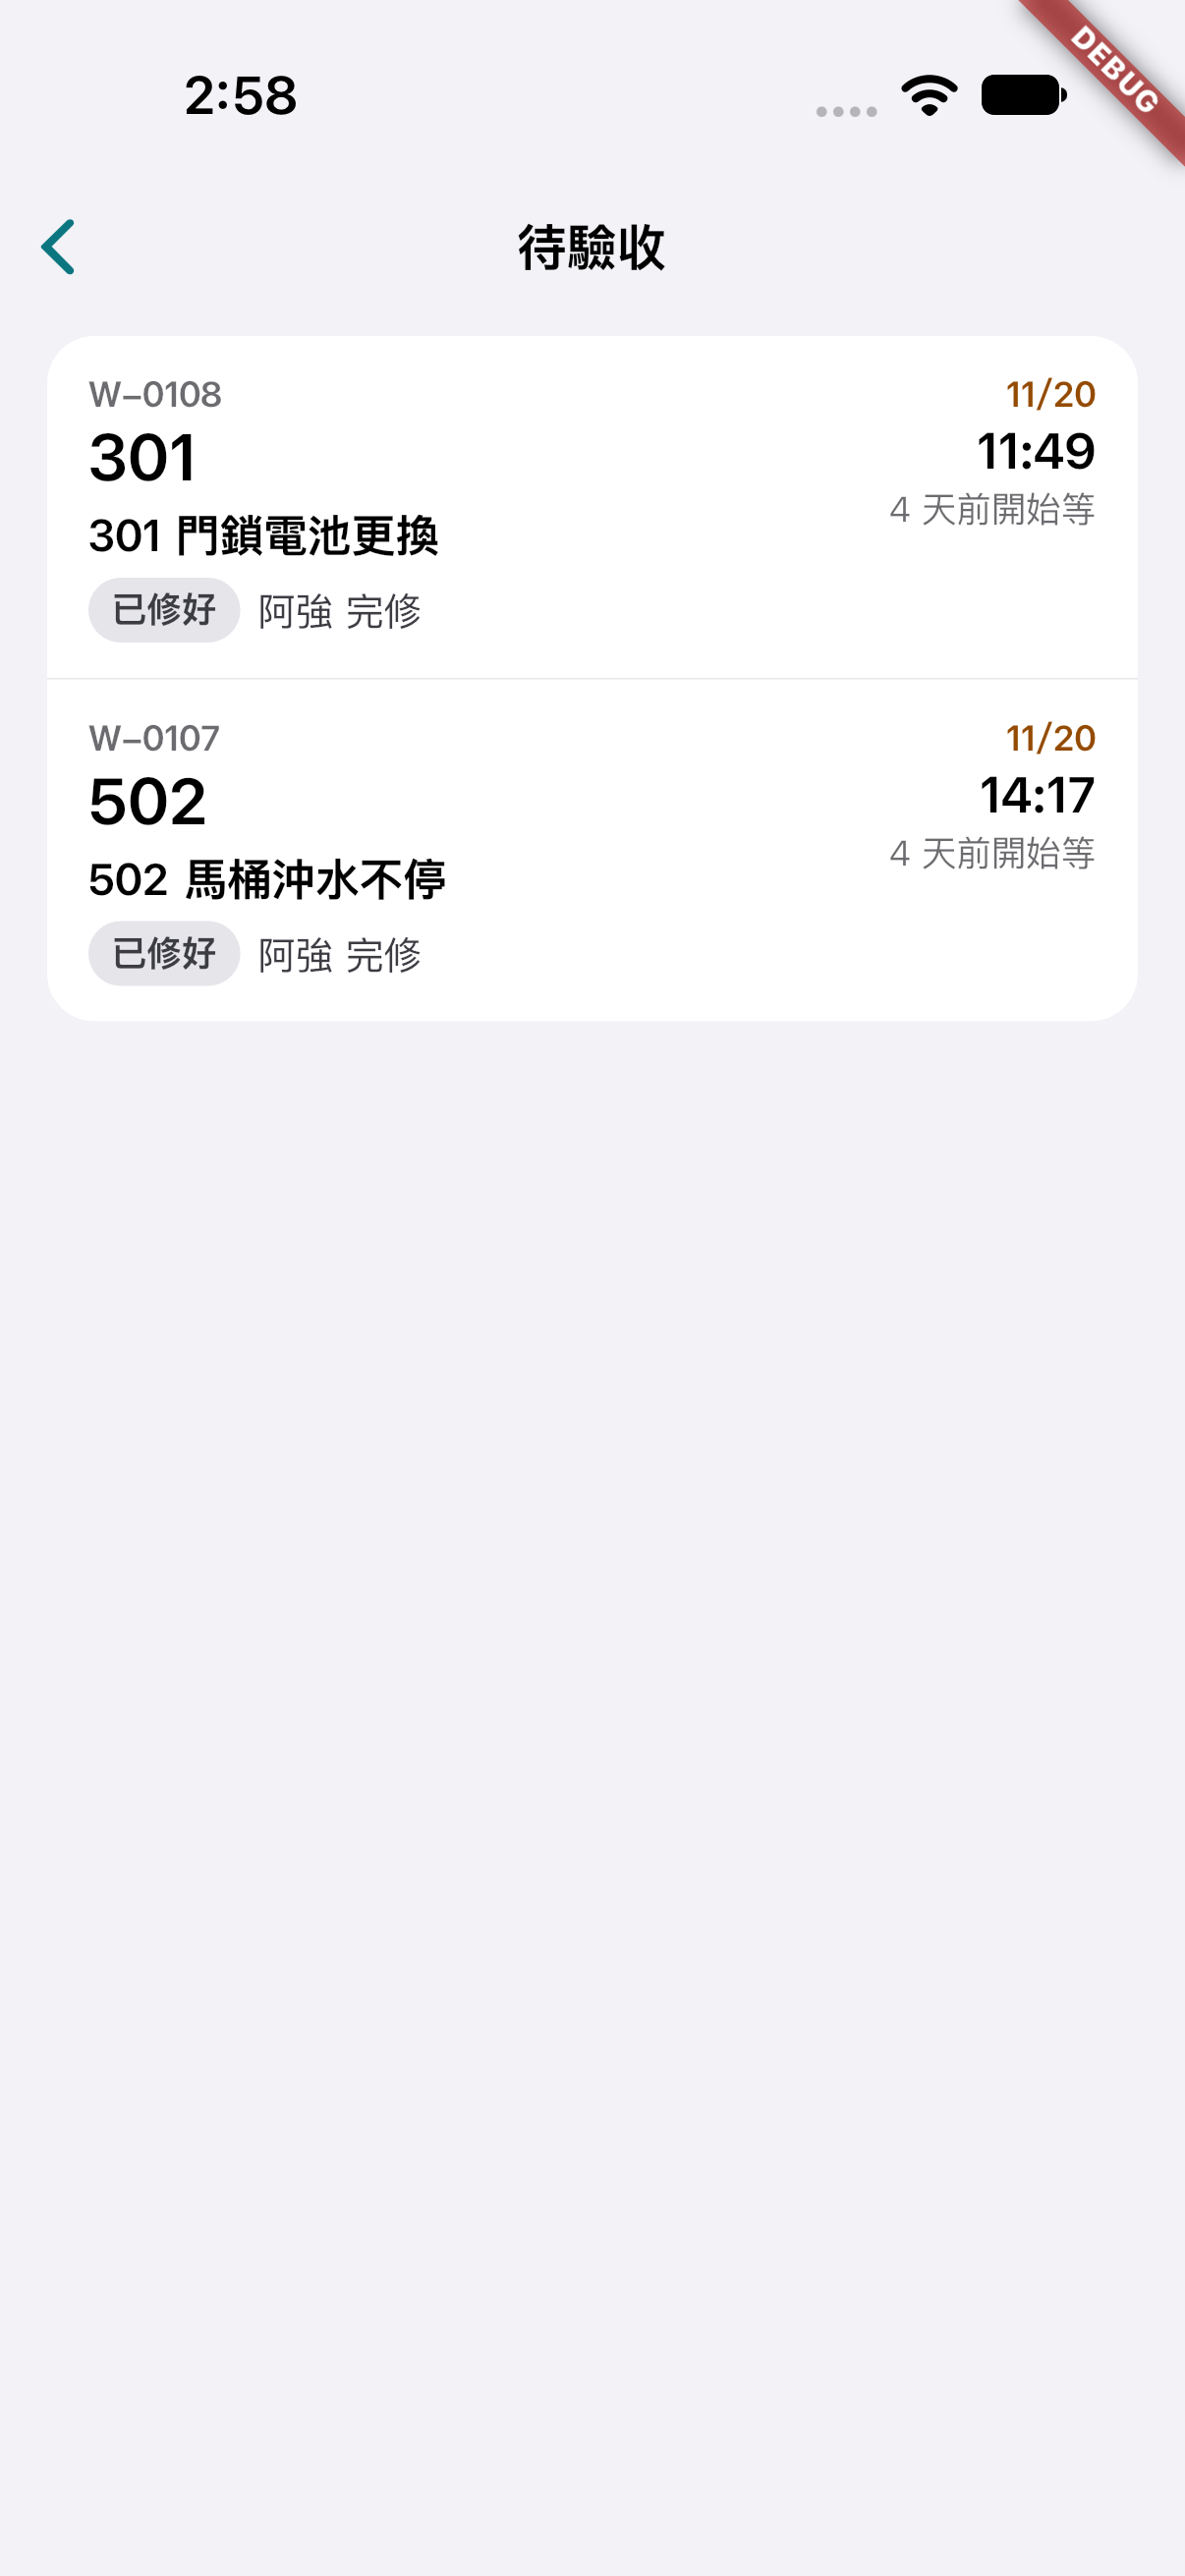 2:58
DEBUG
待驗收
W-0108
11/20
301
11:49
4 天前開始等
301 門鎖電池更換
已修好 阿強 完修
W-0107
11/20
502
14:17
4 天前開始等
502 馬桶沖水不停
已修好 阿強 完修